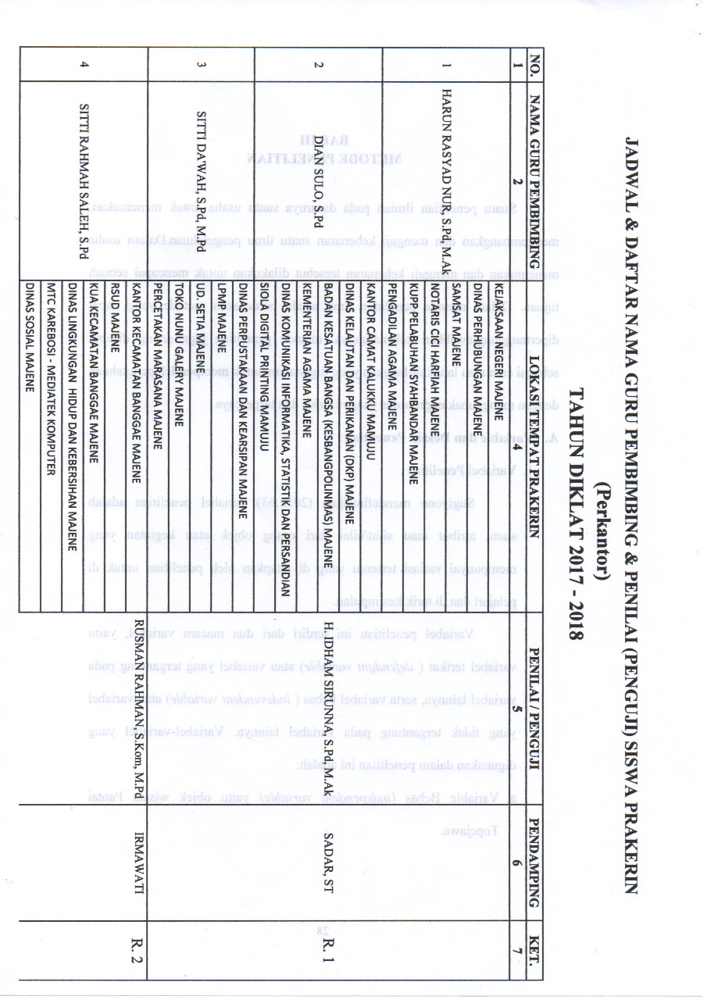 JADWAL & DAFTAR NAMA GURU PEMBIMBING & PENILAI (PENGUJI) SISWA PRAKERIN
(Perkantor)
TAHUN DIKLAT 2017 - 2018
NO. NAMA GURU PEMBIMBING LOKASI TEMPAT PRAKERIN PENILAI / PENGUJI PENDAMPING KET.
1 2 4 5 6 7
1 HARUN RASYAD NUR, S.Pd,M.Ak
KEJAKSAAN NEGERI MAJENE
DINAS PERHUBUNGAN MAJENE
SAMSAT MAJENE
NOTARIS CICI HARFIAH MAJENE
KUPP PELABUHAN SYAHBANDAR MAJENE
PENGADILAN AGAMA MAJENE
2 DIAN SULO, S.Pd
KANTOR CAMAT KALUKKU MAMUJU
DINAS KELAUTAN DAN PERIKANAN (DKP) MAJENE
BADAN KESATUAN BANGSA (KESBANGPOLINMAS) MAJENE
KEMENTERIAN AGAMA MAJENE
DINAS KOMUNIKASI, INFORMATIKA, STATISTIK DAN PERSANDIAN
SIOLA DIGITAL PRINTING MAMUJU
H. IDHAM SIRUNNA, S.Pd,M.Ak SADAR, ST R. 1
3 SITTI DA'WAH, S.Pd, M.Pd
DINAS PERPUSTAKAAN DAN KEARSIPAN MAJENE
LPMP MAJENE
UD. SETIA MAJENE
TOKO NUNU GALERY MAJENE
PERCETAKAN MARASANA MAJENE
4 SITTI RAHMAH SALEH, S.Pd
KANTOR KECAMATAN BANGGAE MAJENE
RSUD MAJENE
KUA KECAMATAN BANGGAE MAJENE
DINAS LINGKUNGAN HIDUP DAN KEBERSIHAN MAJENE
MTC KAREBOSI - MEDIATEK KOMPUTER
DINAS SOSIAL MAJENE
RUSMAN RAHMAN, S.Kom, M.Pd IRMAWATI R. 2